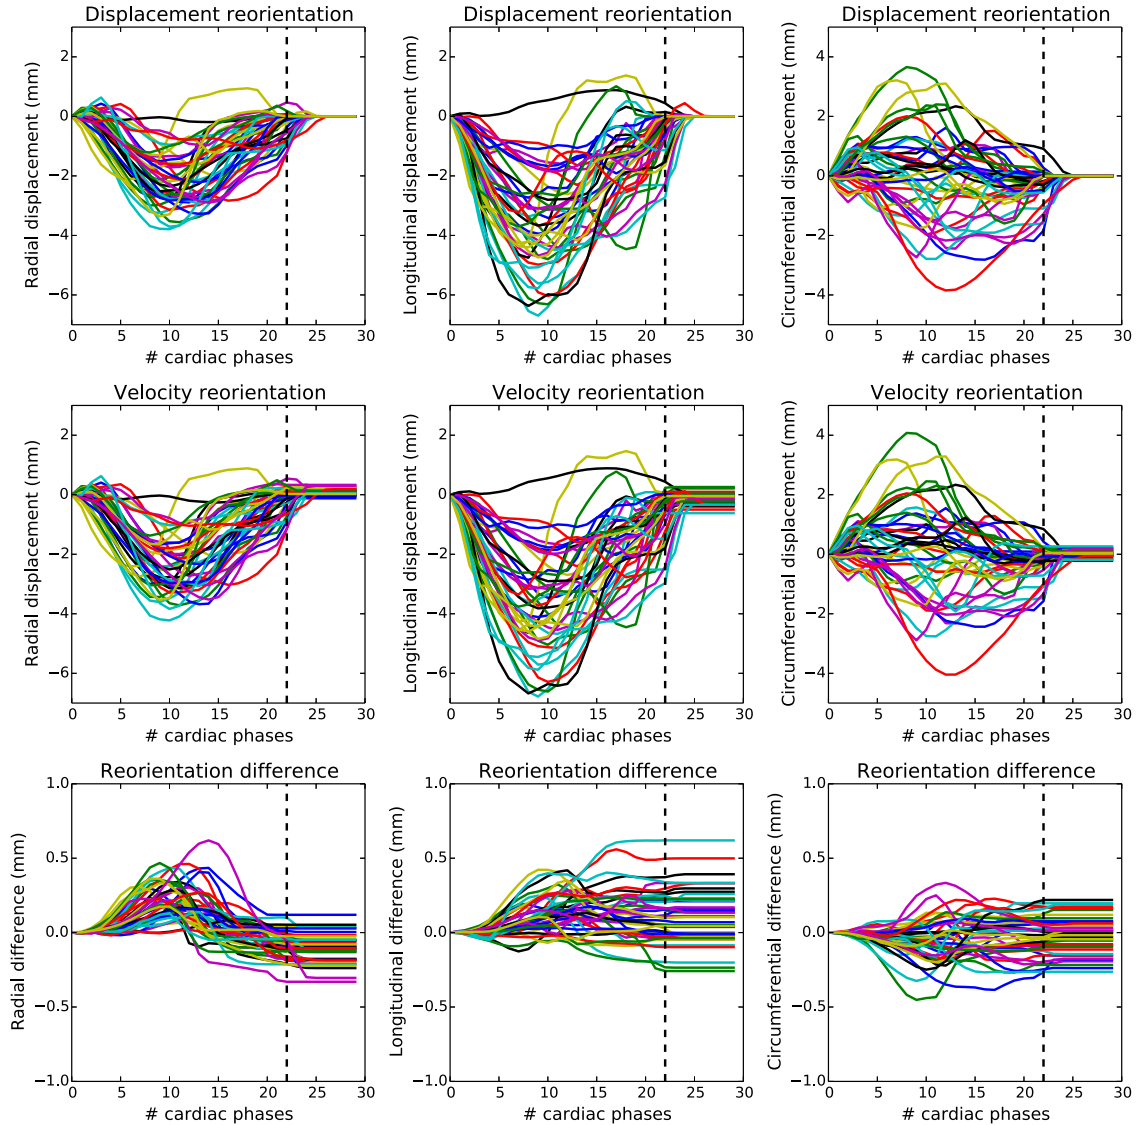 Displacement reorientation
Radial displacement (mm)
2
0
−2
−4
−6
0 5 10 15 20 25 30
# cardiac phases
Displacement reorientation
Longitudinal displacement (mm)
2
0
−2
−4
−6
0 5 10 15 20 25 30
# cardiac phases
Displacement reorientation
Circumferential displacement (mm)
4
2
0
−2
−4
0 5 10 15 20 25 30
# cardiac phases
Velocity reorientation
Radial displacement (mm)
2
0
−2
−4
−6
0 5 10 15 20 25 30
# cardiac phases
Velocity reorientation
Longitudinal displacement (mm)
2
0
−2
−4
−6
0 5 10 15 20 25 30
# cardiac phases
Velocity reorientation
Circumferential displacement (mm)
4
2
0
−2
−4
0 5 10 15 20 25 30
# cardiac phases
Reorientation difference
Radial difference (mm)
1.0
0.5
0.0
−0.5
−1.0
0 5 10 15 20 25 30
# cardiac phases
Reorientation difference
Longitudinal difference (mm)
1.0
0.5
0.0
−0.5
−1.0
0 5 10 15 20 25 30
# cardiac phases
Reorientation difference
Circumferential difference (mm)
1.0
0.5
0.0
−0.5
−1.0
0 5 10 15 20 25 30
# cardiac phases